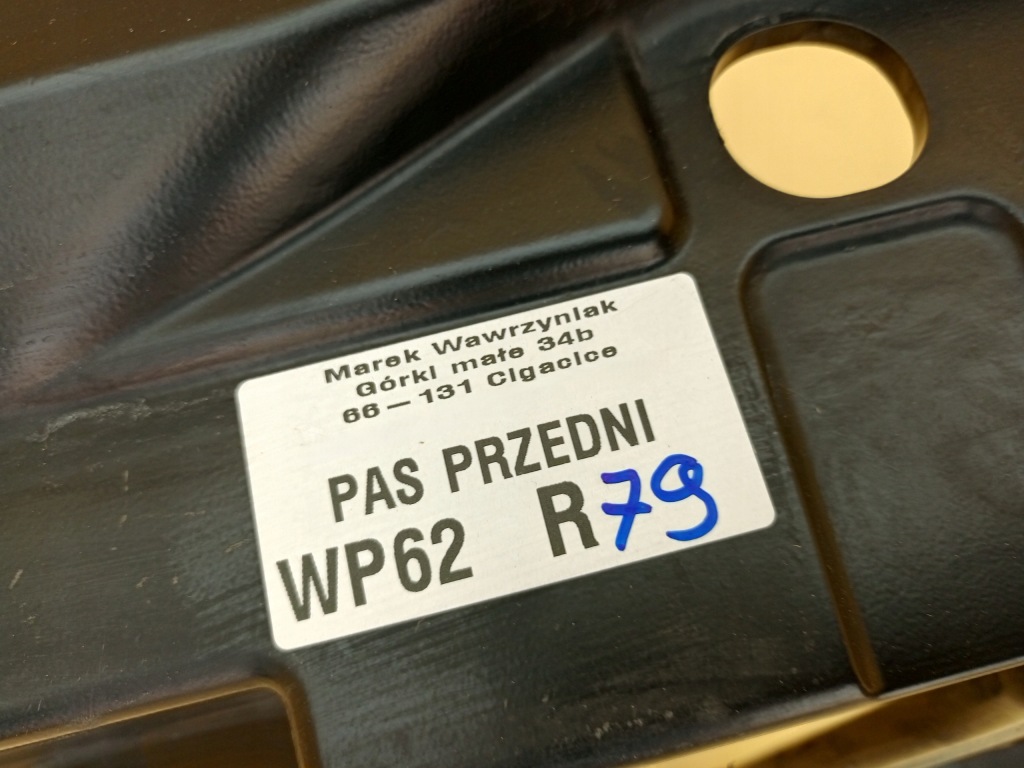 Marek Wawrzyniak
Górki małe 34b
66-131 Cigacice
PAS PRZEDNI
WP62 R79